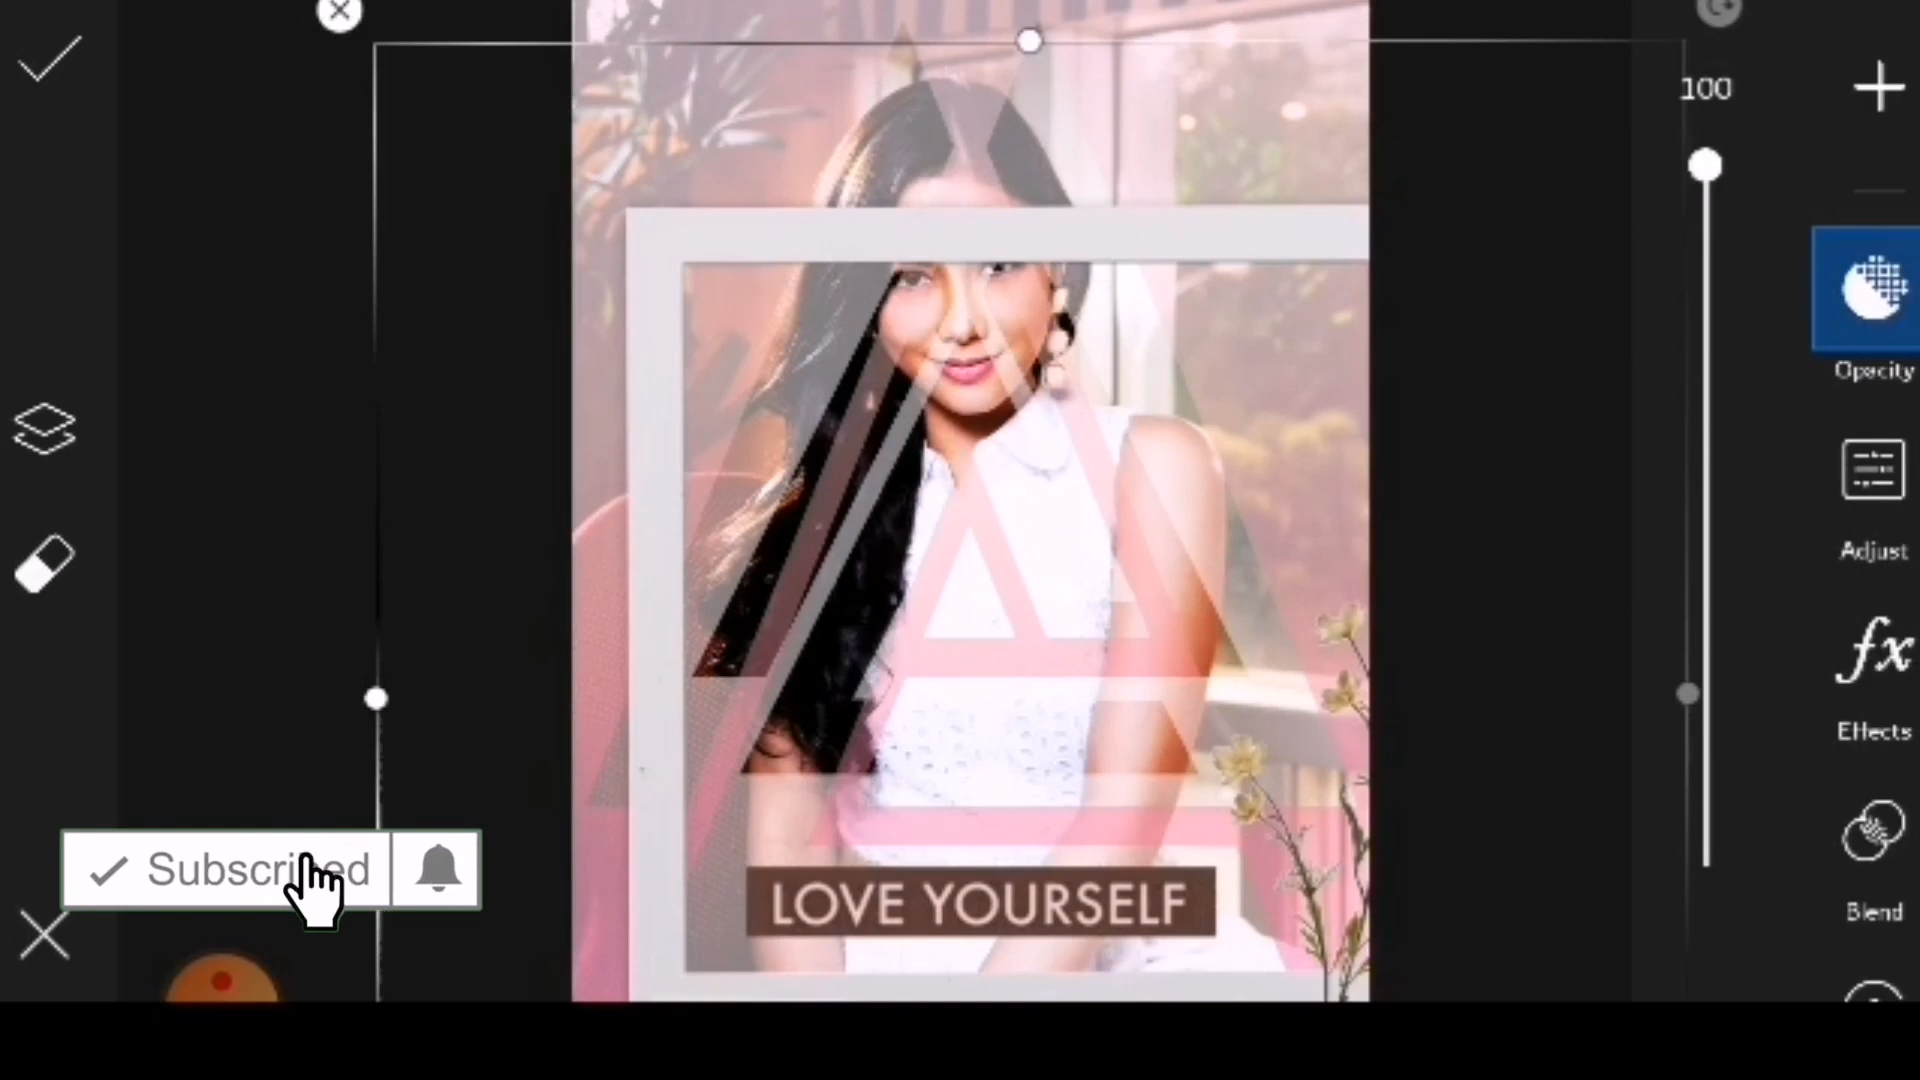 100
Opacity
Adjust
fx
Effects
Blend
Subscribed
LOVE YOURSELF